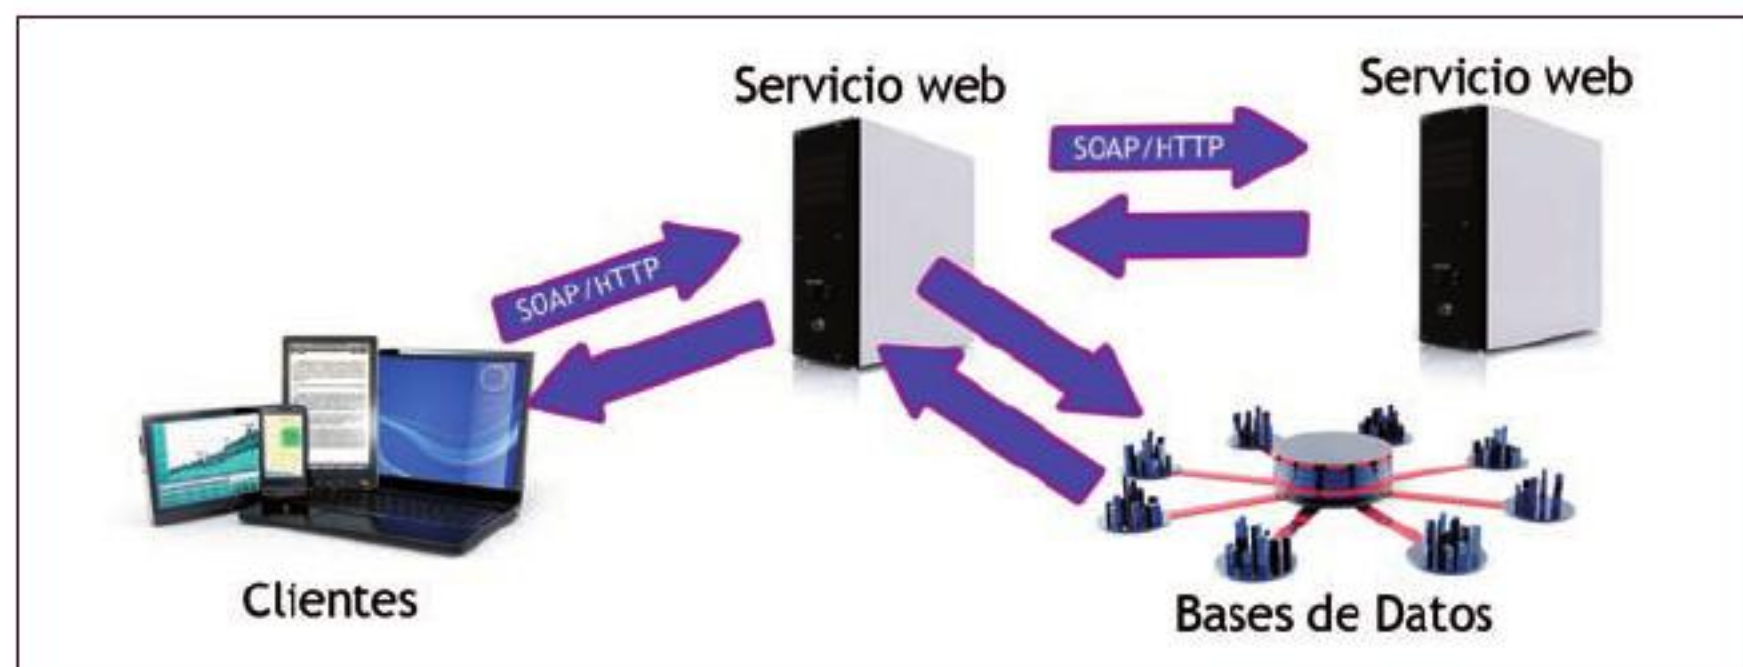 Servicio web
Servicio web
SOAP/HTTP
SOAP/HTTP
Clientes
Bases de Datos